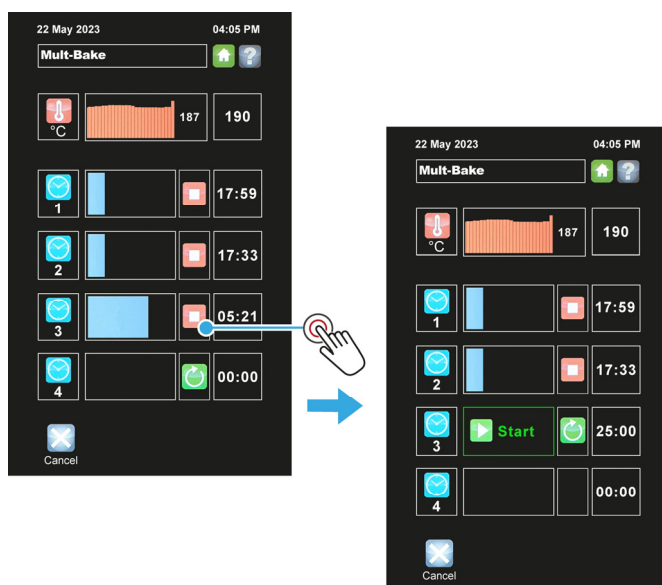 22 May 2023 04:05 PM
Mult-Bake ?
°C 187 190
1 17:59
2 17:33
3 05:21
4 00:00
Cancel
22 May 2023 04:05 PM
Mult-Bake ?
°C 187 190
1 17:59
2 17:33
3 Start 25:00
4 00:00
Cancel